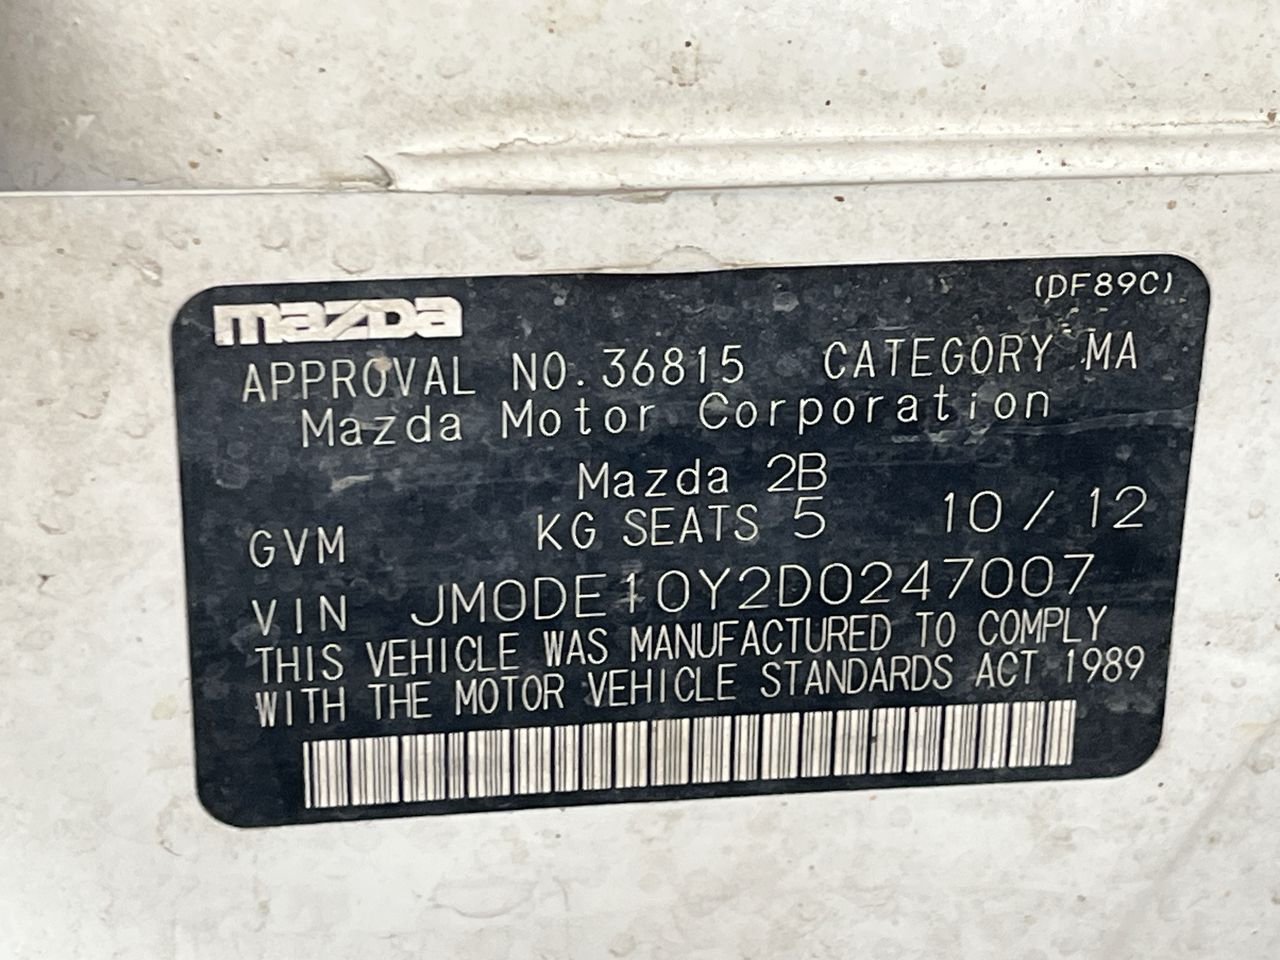 mazda
(DF89C)
APPROVAL NO.36815 CATEGORY MA
Mazda Motor Corporation
Mazda 2B
GVM KG SEATS 5 10 / 12
VIN JM0DE10Y2D0247007
THIS VEHICLE WAS MANUFACTURED TO COMPLY
WITH THE MOTOR VEHICLE STANDARDS ACT 1989